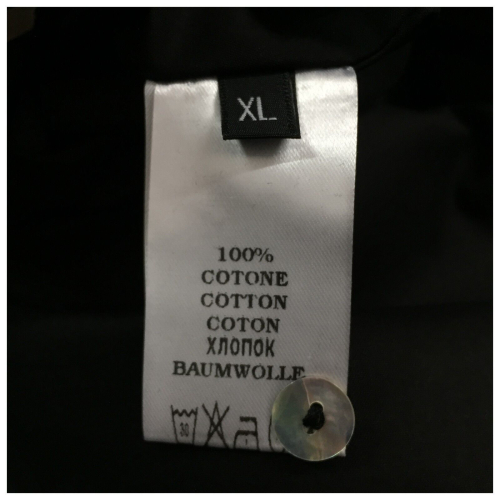 XL
100%
COTONE
COTTON
COTON
ХЛОПОК
BAUMWOLLE
30